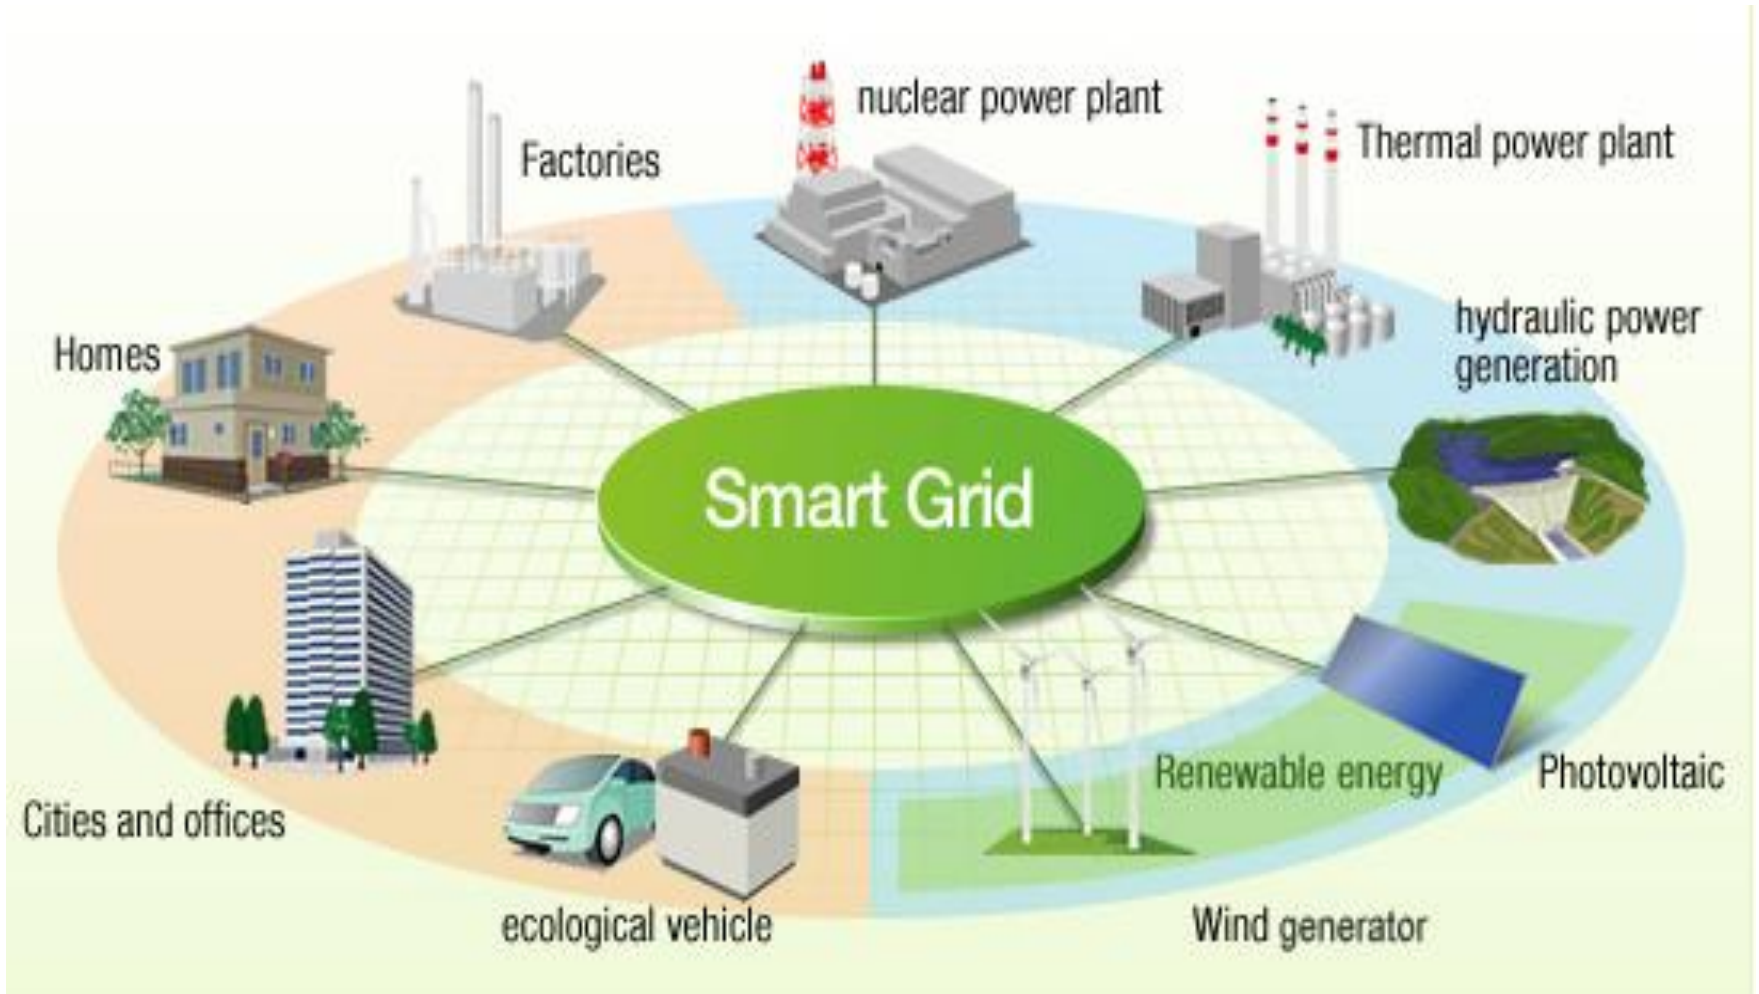 nuclear power plant
Thermal power plant
Factories
hydraulic power
generation
Homes
Smart Grid
Renewable energy
Photovoltaic
Cities and offices
ecological vehicle
Wind generator